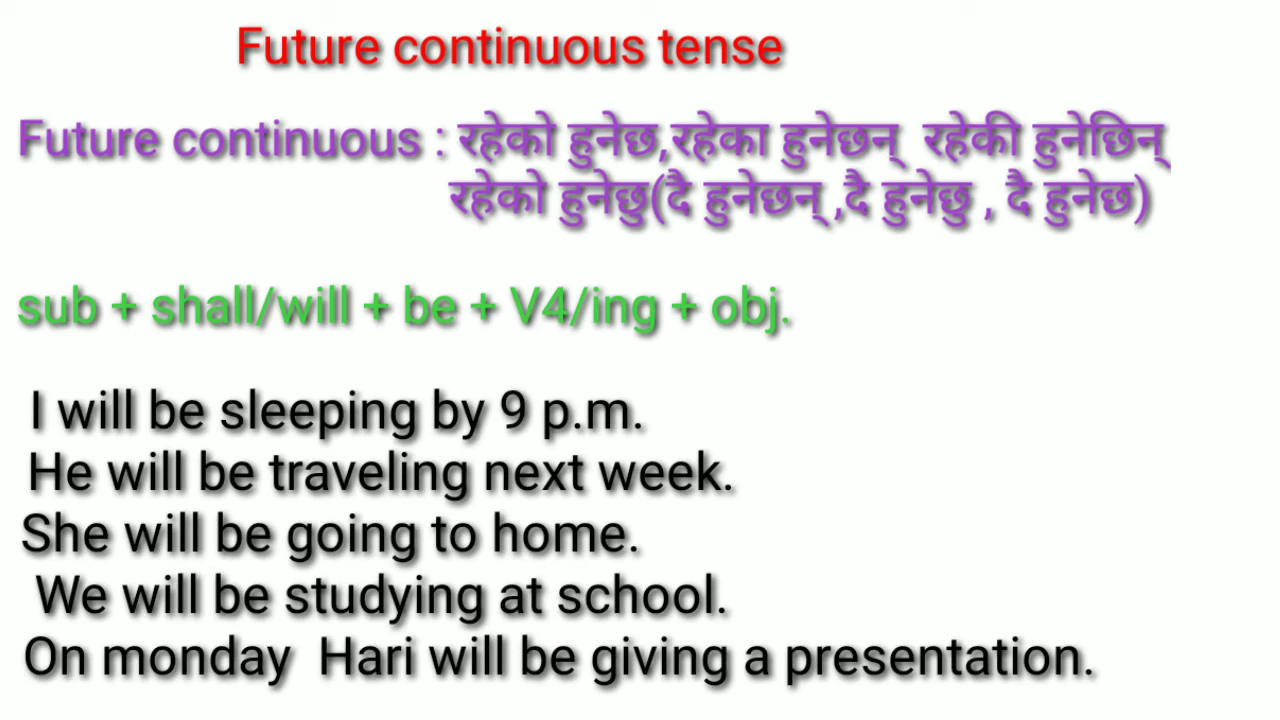 Future continuous tense
Future continuous : रहेको हुनेछ,रहेका हुनेछन् रहेकी हुनेछिन्
रहेको हुनेछु(दै हुनेछन् ,दै हुनेछु , दै हुनेछ)
sub + shall/will + be + V4/ing + obj.
I will be sleeping by 9 p.m.
He will be traveling next week.
She will be going to home.
We will be studying at school.
On monday Hari will be giving a presentation.